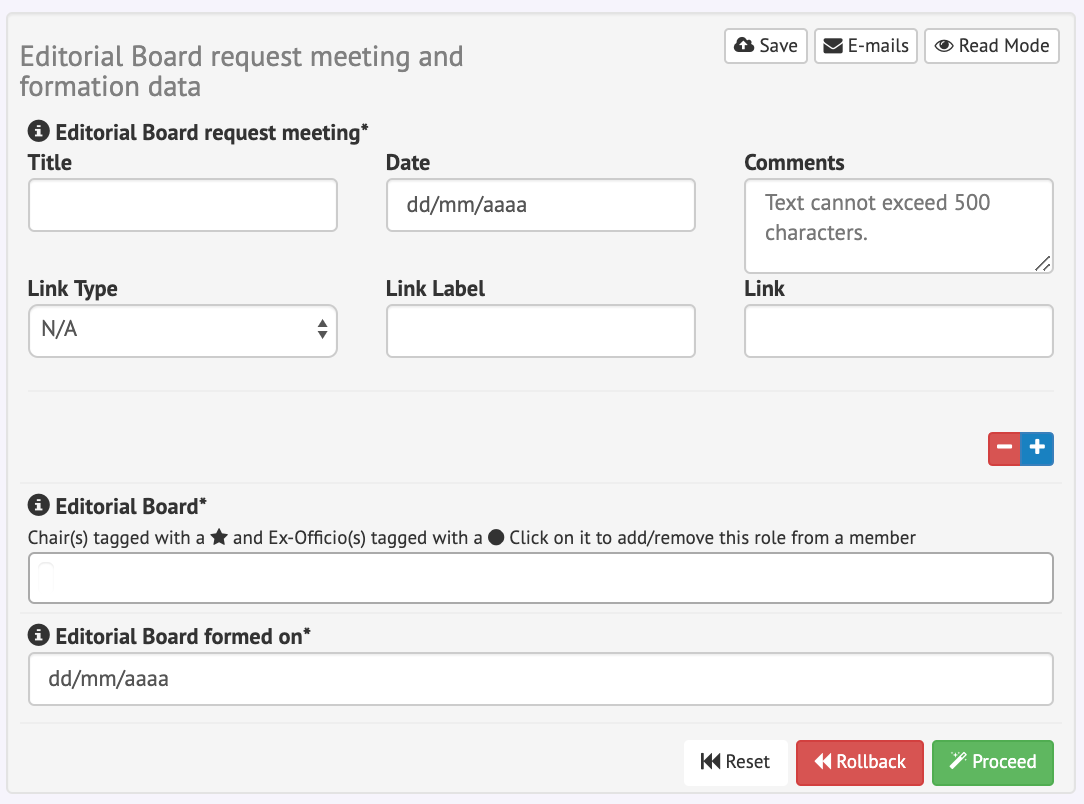 Editorial Board request meeting and
formation data
Save
E-mails
Read Mode
Editorial Board request meeting*
Title
Date
Comments
dd/mm/aaaa
Text cannot exceed 500
characters.
Link Type
Link Label
Link
N/A
Editorial Board*
Chair(s) tagged with a ★ and Ex-Officio(s) tagged with a ● Click on it to add/remove this role from a member
Editorial Board formed on*
dd/mm/aaaa
Reset
Rollback
Proceed